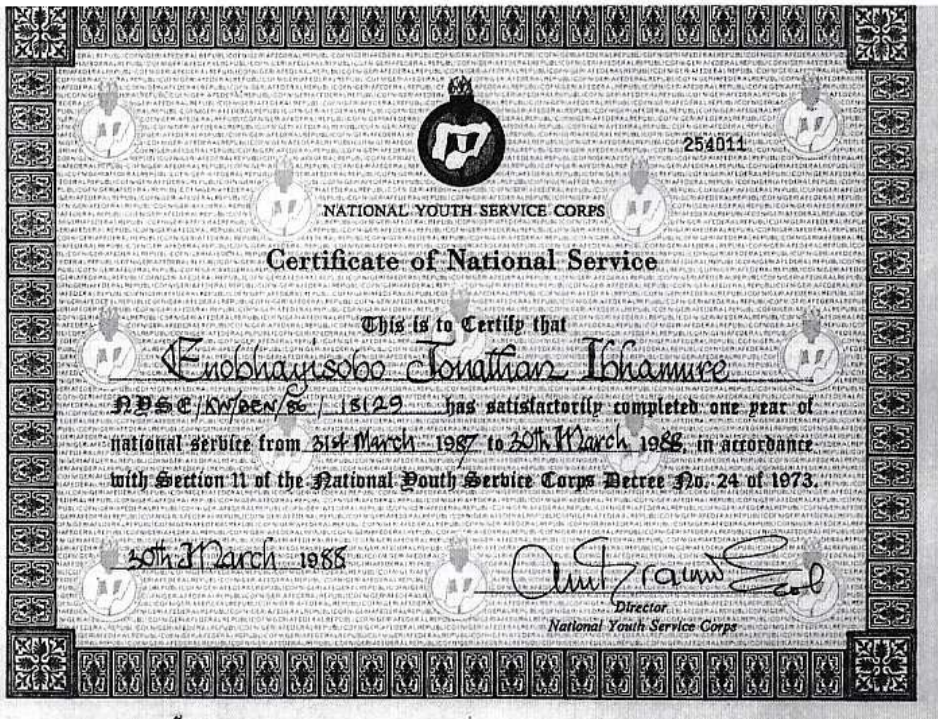 254011
NATIONAL YOUTH SERVICE CORPS
Certificate of National Service
This is to Certify that
Enobhayisobo Jonathan Ibhamure
NYSC/KW/BEN/86/18129 has satisfactorily completed one year of
national service from 31st March 1987 to 30th March 1988, in accordance
with Section 11 of the National Youth Service Corps Decree No. 24 of 1973.
30th March 1988
Director
National Youth Service Corps